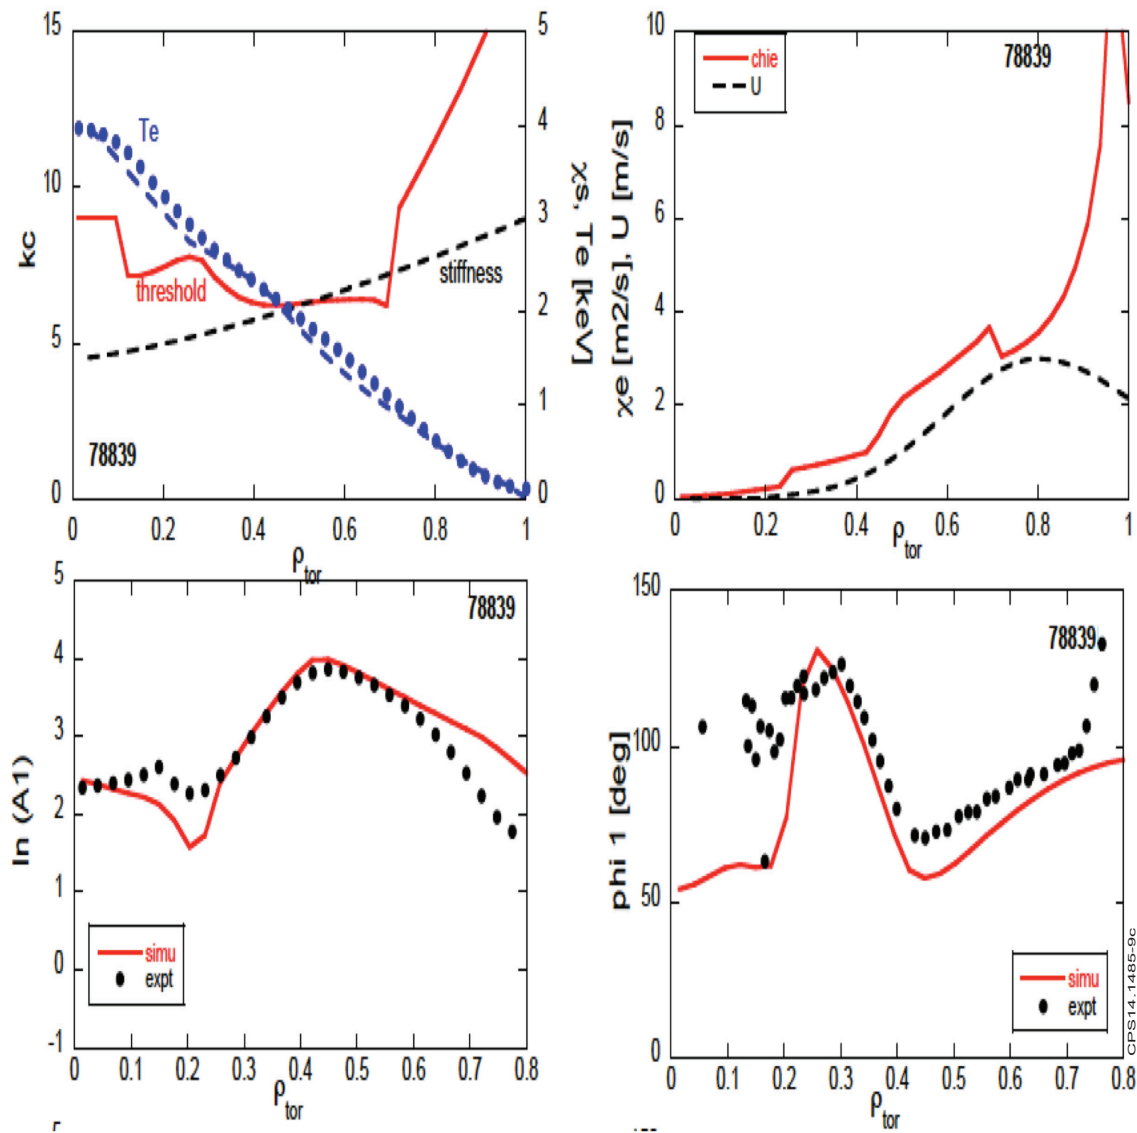 15
10
5
0
kc
Te
threshold
stiffness
78839
5
4
3
2
1
0
χs, Te [keV]
0 0.2 0.4 0.6 0.8 1
ρtor
10
8
6
4
2
0
χe [m2/s], U [m/s]
chie
U
78839
0 0.2 0.4 0.6 0.8 1
ρtor
5
4
3
2
1
0
-1
ln (A1)
78839
simu
expt
0 0.1 0.2 0.3 0.4 0.5 0.6 0.7 0.8
ρtor
150
100
50
0
phi 1 [deg]
78839
simu
expt
0 0.1 0.2 0.3 0.4 0.5 0.6 0.7 0.8
ρtor
CPS14.1485-9c